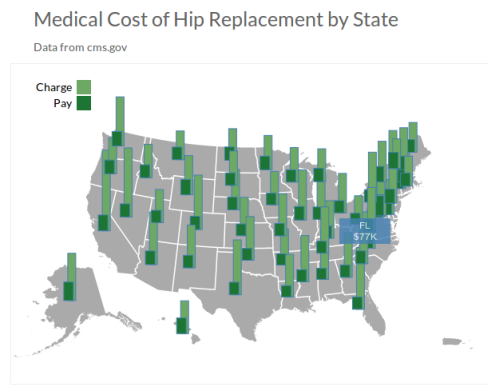 Medical Cost of Hip Replacement by State
Data from cms.gov
Charge
Pay
FL
$77K